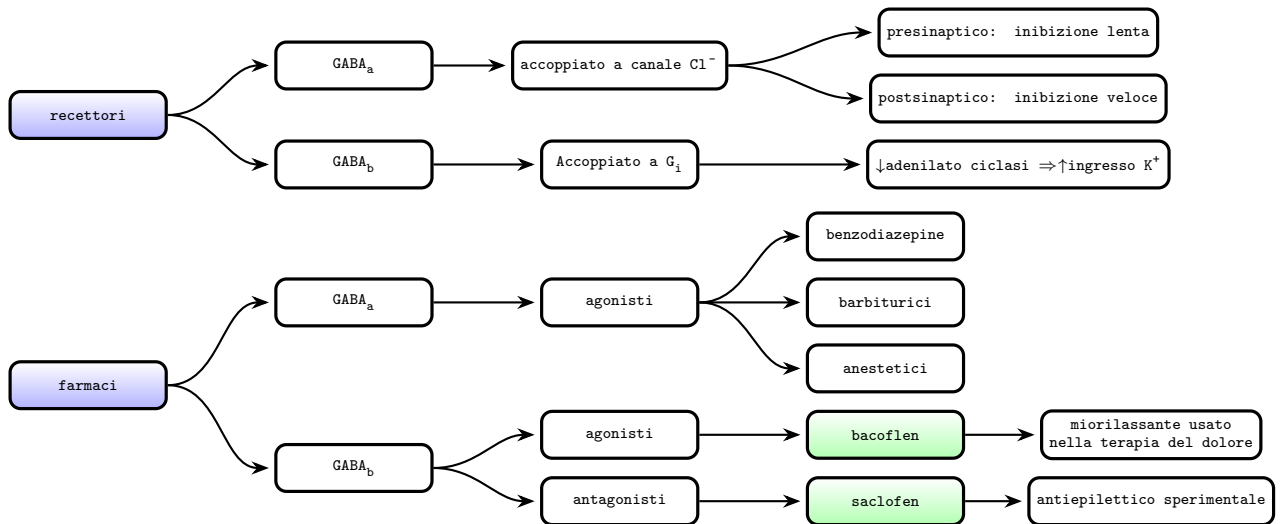 recettori
GABAa
accoppiato a canale Cl⁻
presinaptico: inibizione lenta
postsinaptico: inibizione veloce
GABAb
Accoppiato a Gi
↓adenilato ciclasi ⇒↑ingresso K⁺
farmaci
GABAa
agonisti
benzodiazepine
barbiturici
anestetici
GABAb
agonisti
bacoflen
miorilassante usato
nella terapia del dolore
antagonisti
saclofen
antiepilettico sperimentale